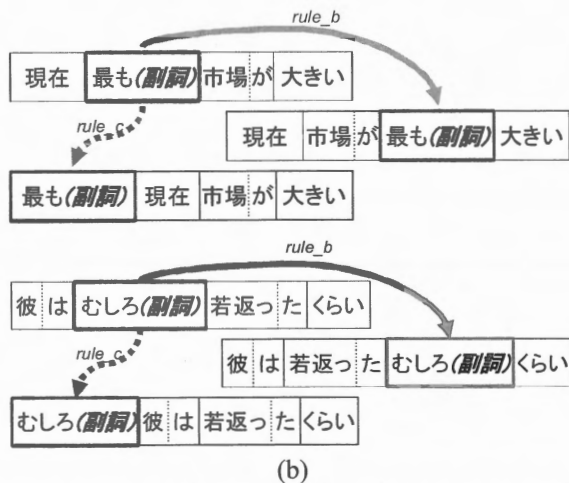 rule_b
現在 最も(副詞) 市場 が 大きい
rule_c
現在 市場 が 最も(副詞) 大きい
最も(副詞) 現在 市場 が 大きい
rule_b
彼 は むしろ(副詞) 若返っ た くらい
rule_c
彼 は 若返っ た むしろ(副詞) くらい
むしろ(副詞) 彼 は 若返っ た くらい
(b)